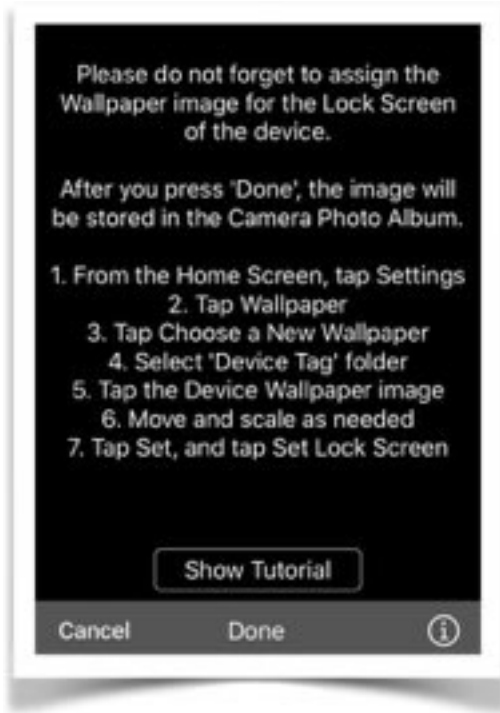 Please do not forget to assign the
Wallpaper image for the Lock Screen
of the device.
After you press 'Done', the image will
be stored in the Camera Photo Album.
1. From the Home Screen, tap Settings
2. Tap Wallpaper
3. Tap Choose a New Wallpaper
4. Select 'Device Tag' folder
5. Tap the Device Wallpaper image
6. Move and scale as needed
7. Tap Set, and tap Set Lock Screen
Show Tutorial
Cancel Done